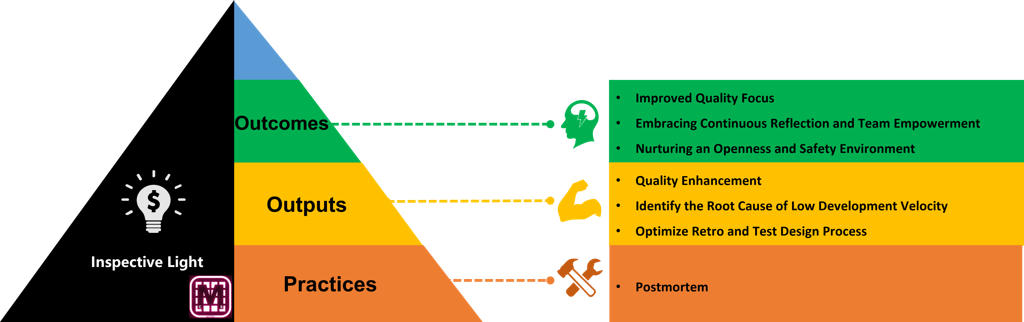 Outcomes
• Improved Quality Focus
• Embracing Continuous Reflection and Team Empowerment
• Nurturing an Openness and Safety Environment
$
Outputs
• Quality Enhancement
• Identify the Root Cause of Low Development Velocity
• Optimize Retro and Test Design Process
Inspective Light
M
Practices
• Postmortem